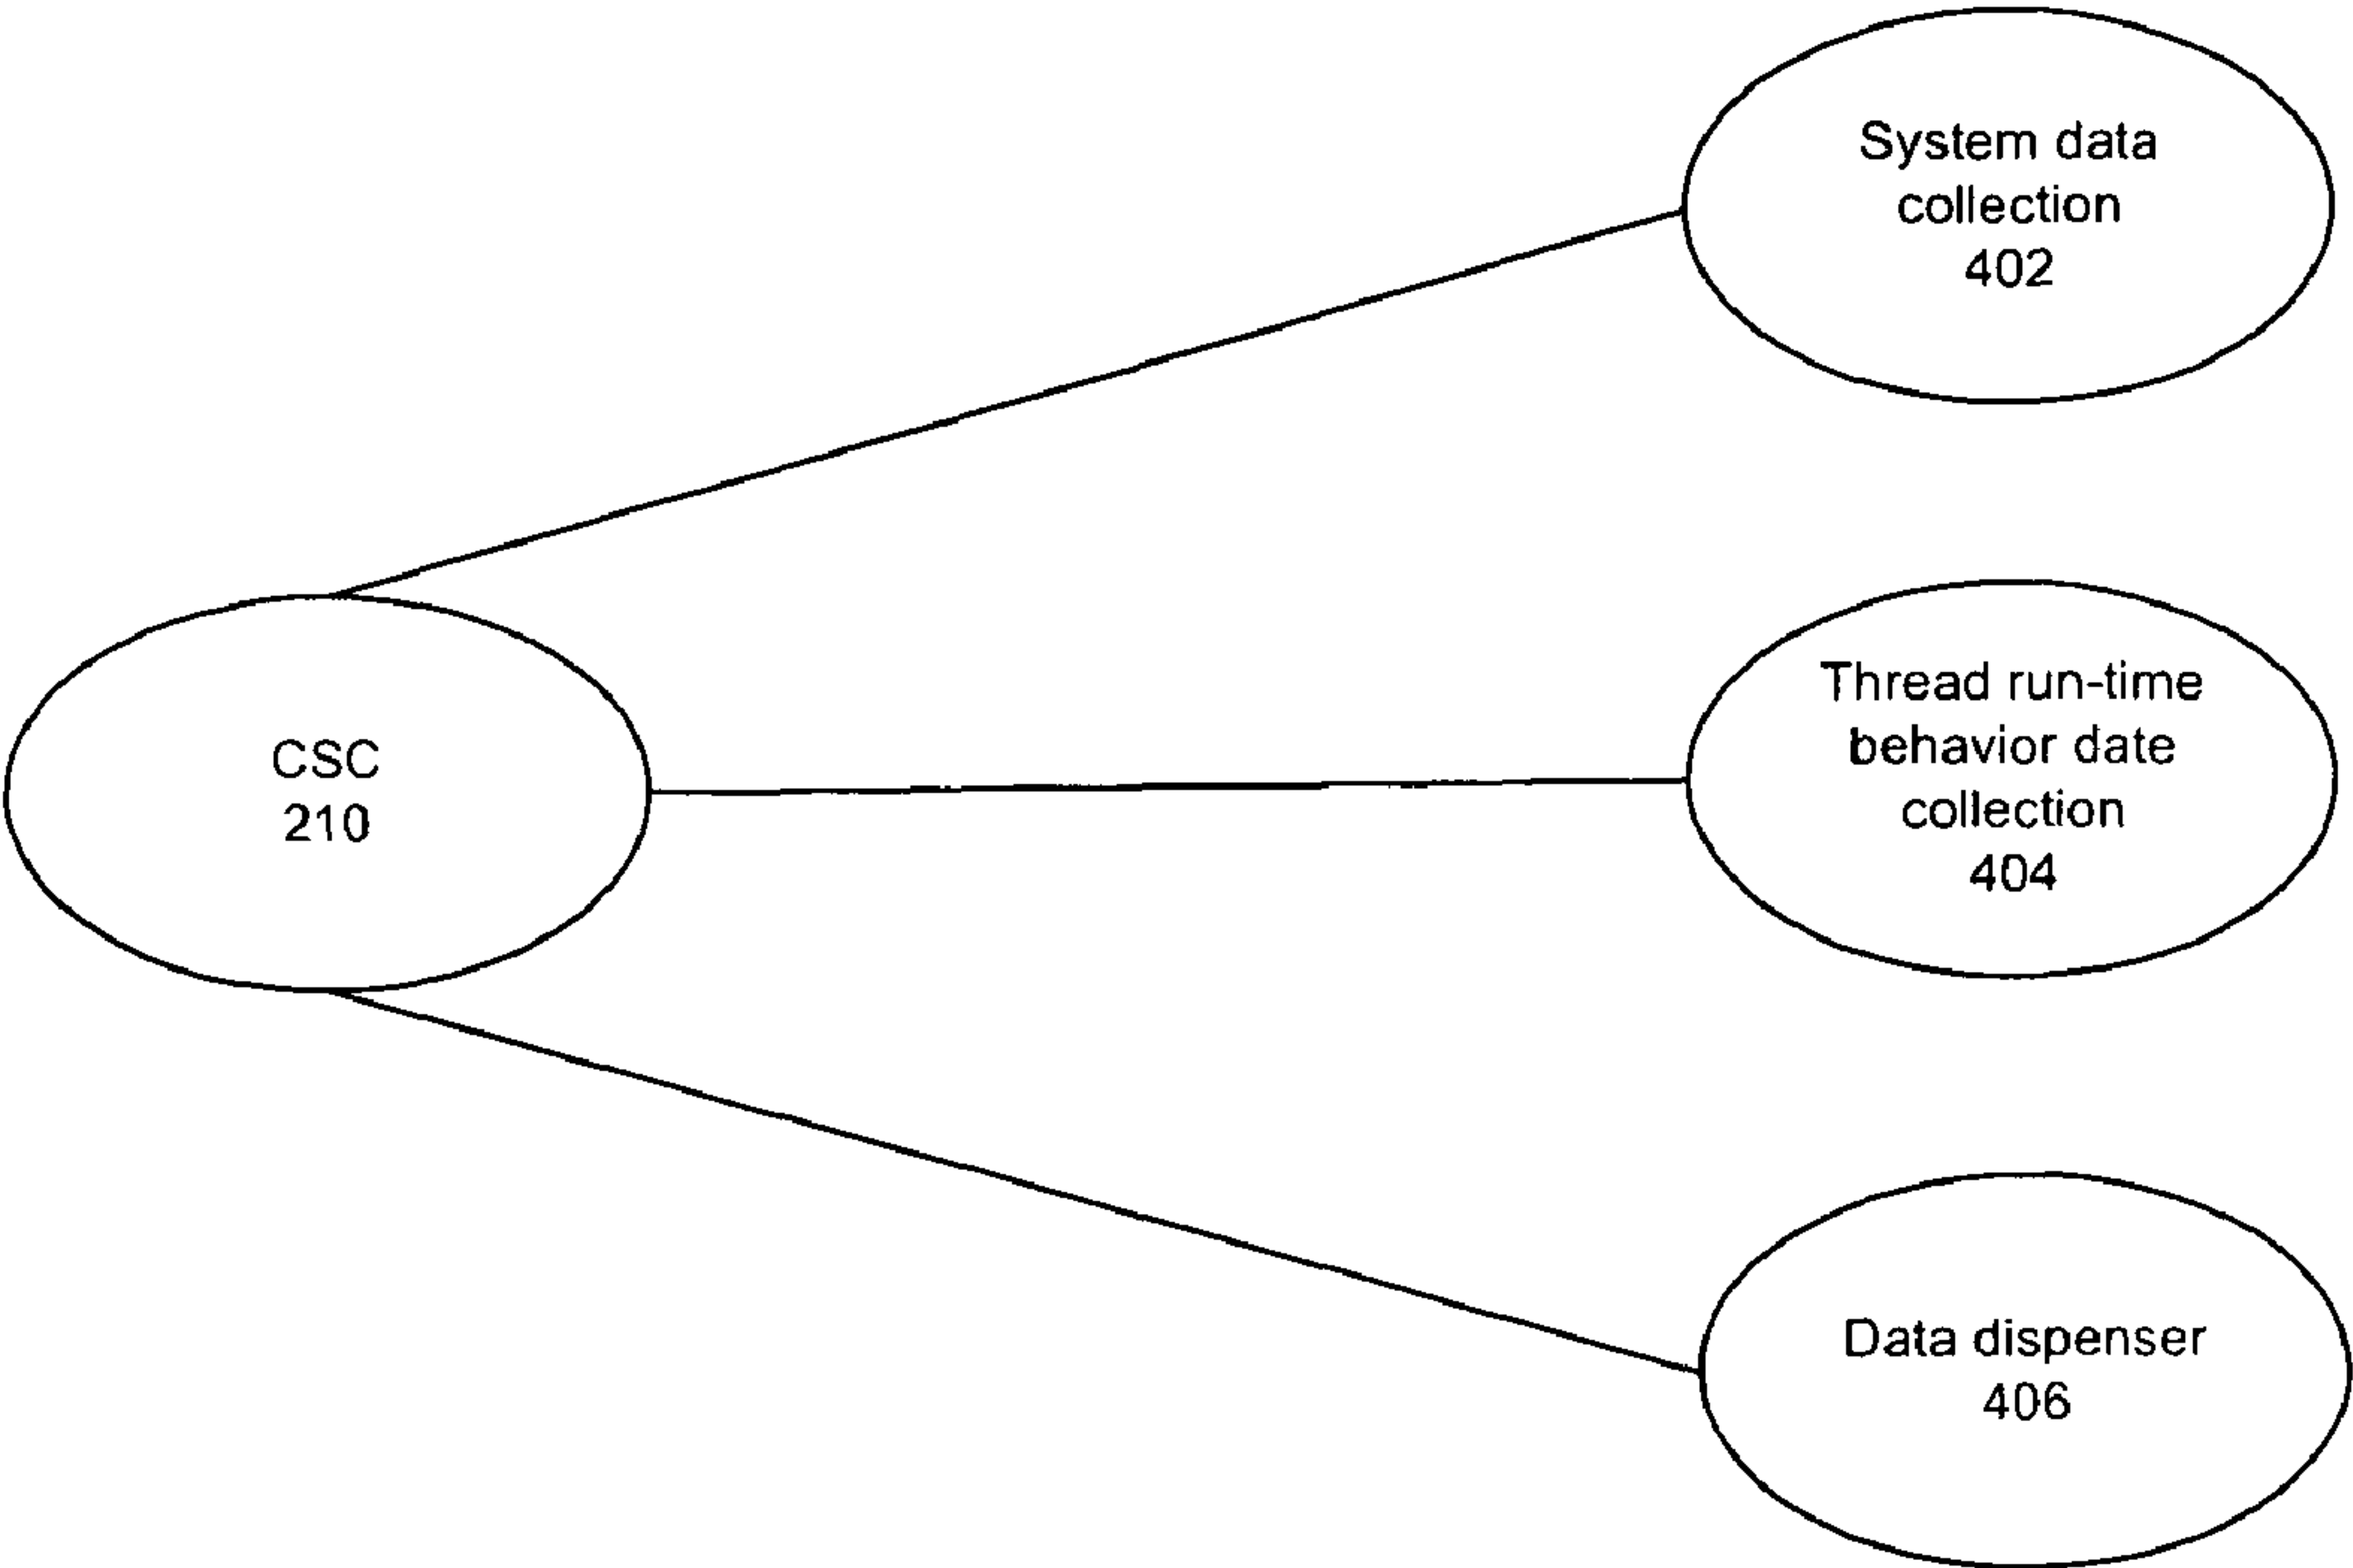 System data
collection
402
CSC
210
Thread run-time
behavior date
collection
404
Data dispenser
406